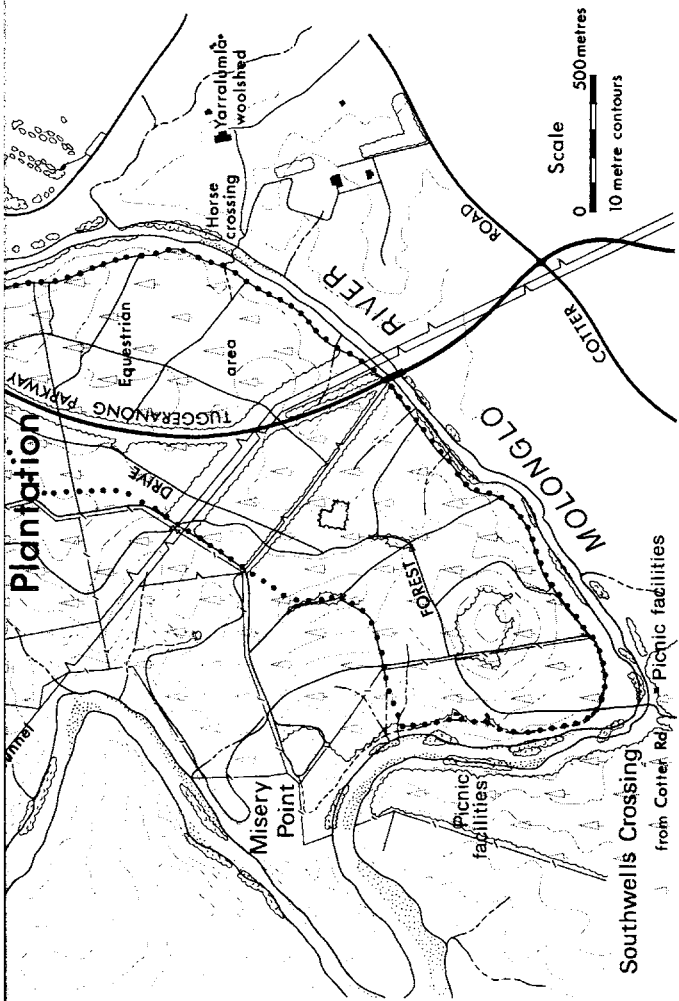 Plantation
unnel
TUGGERANONG PARKWAY
DRIVE
Equestrian
area
Horse
crossing
Yarralumla
woolshed
RIVER
MOLONGLO
ROAD
COTTER
Scale
0 500 metres
10 metre contours
FOREST
Misery
Point
Picnic
facilities
Southwells Crossing
from Cotter Rd
Picnic facilities